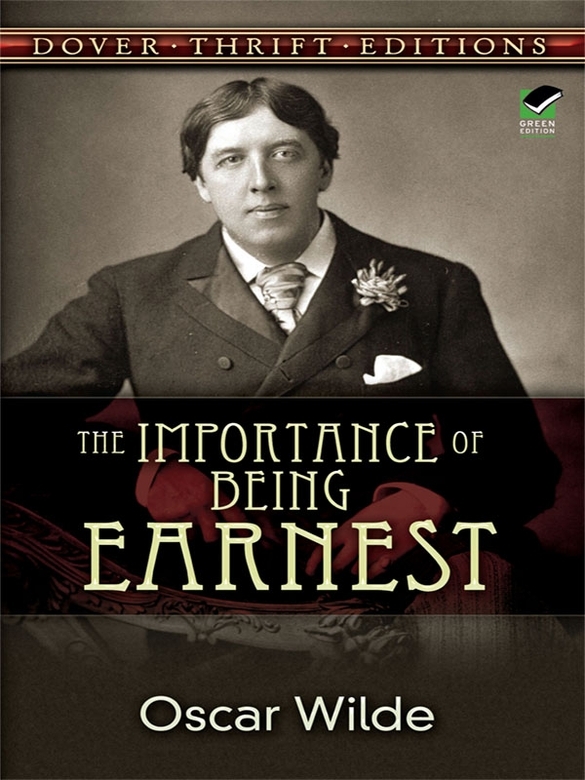 DOVER · THRIFT · EDITIONS
GREEN
EDITION
THE IMPORTANCE OF
BEING
EARNEST
Oscar Wilde